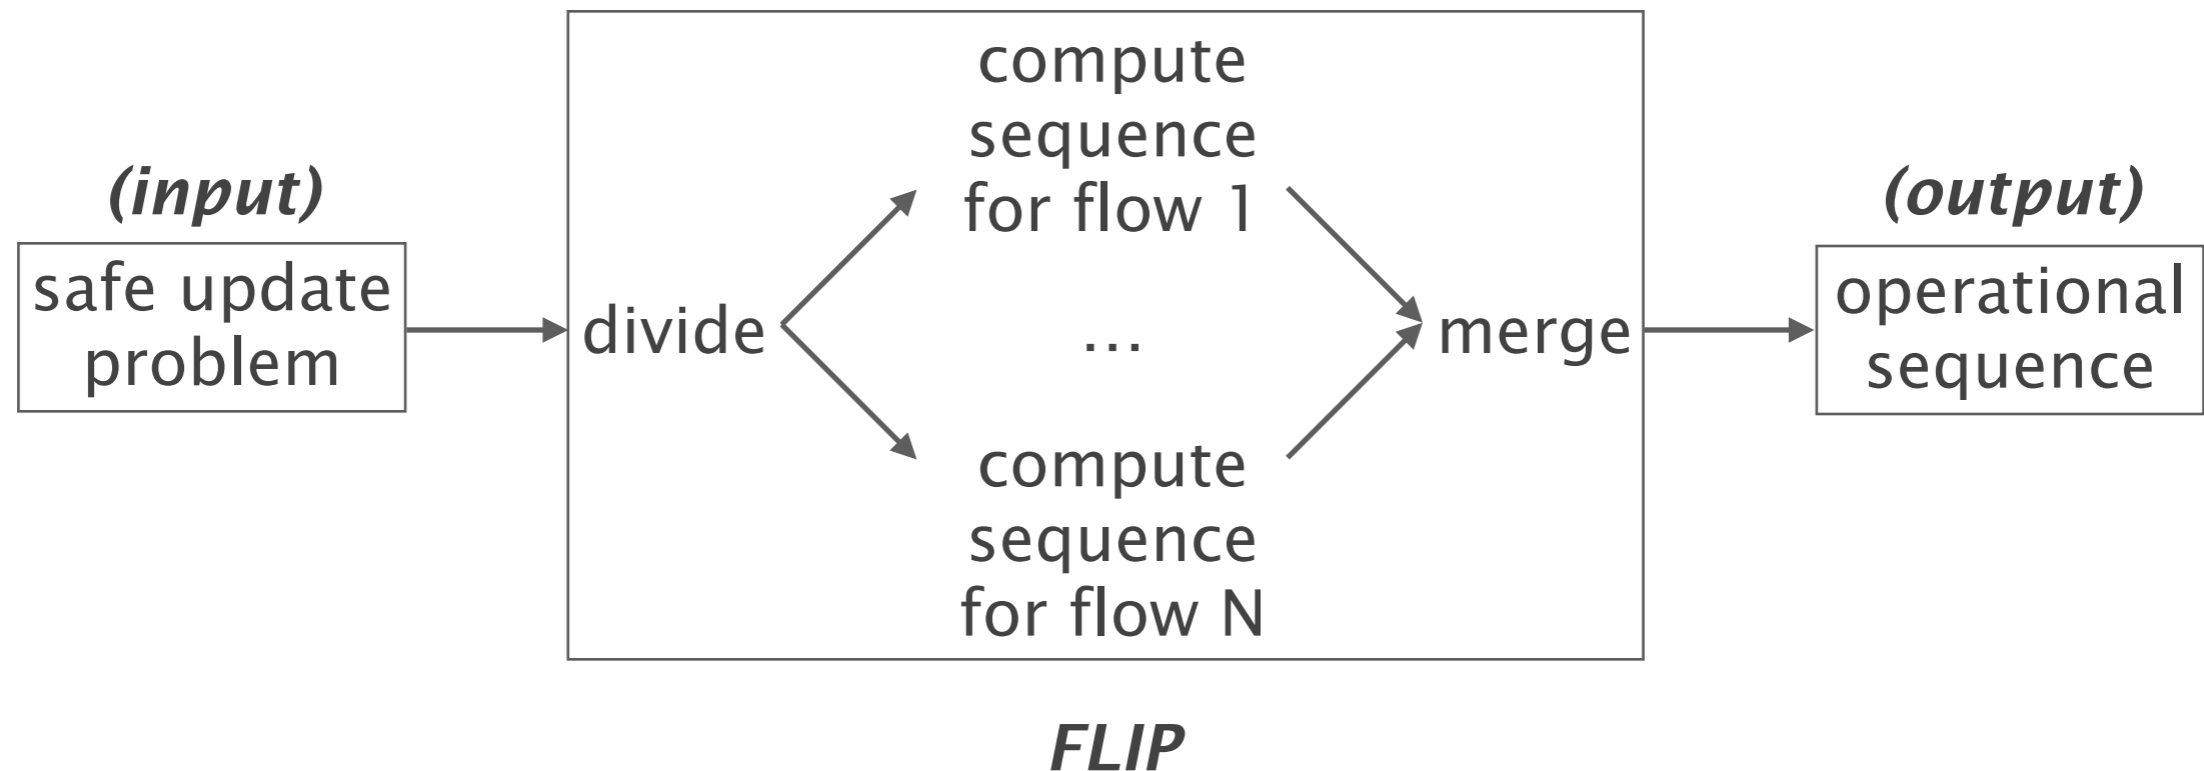 (input)
safe update
problem
divide
compute
sequence
for flow 1
...
compute
sequence
for flow N
merge
(output)
operational
sequence
FLIP